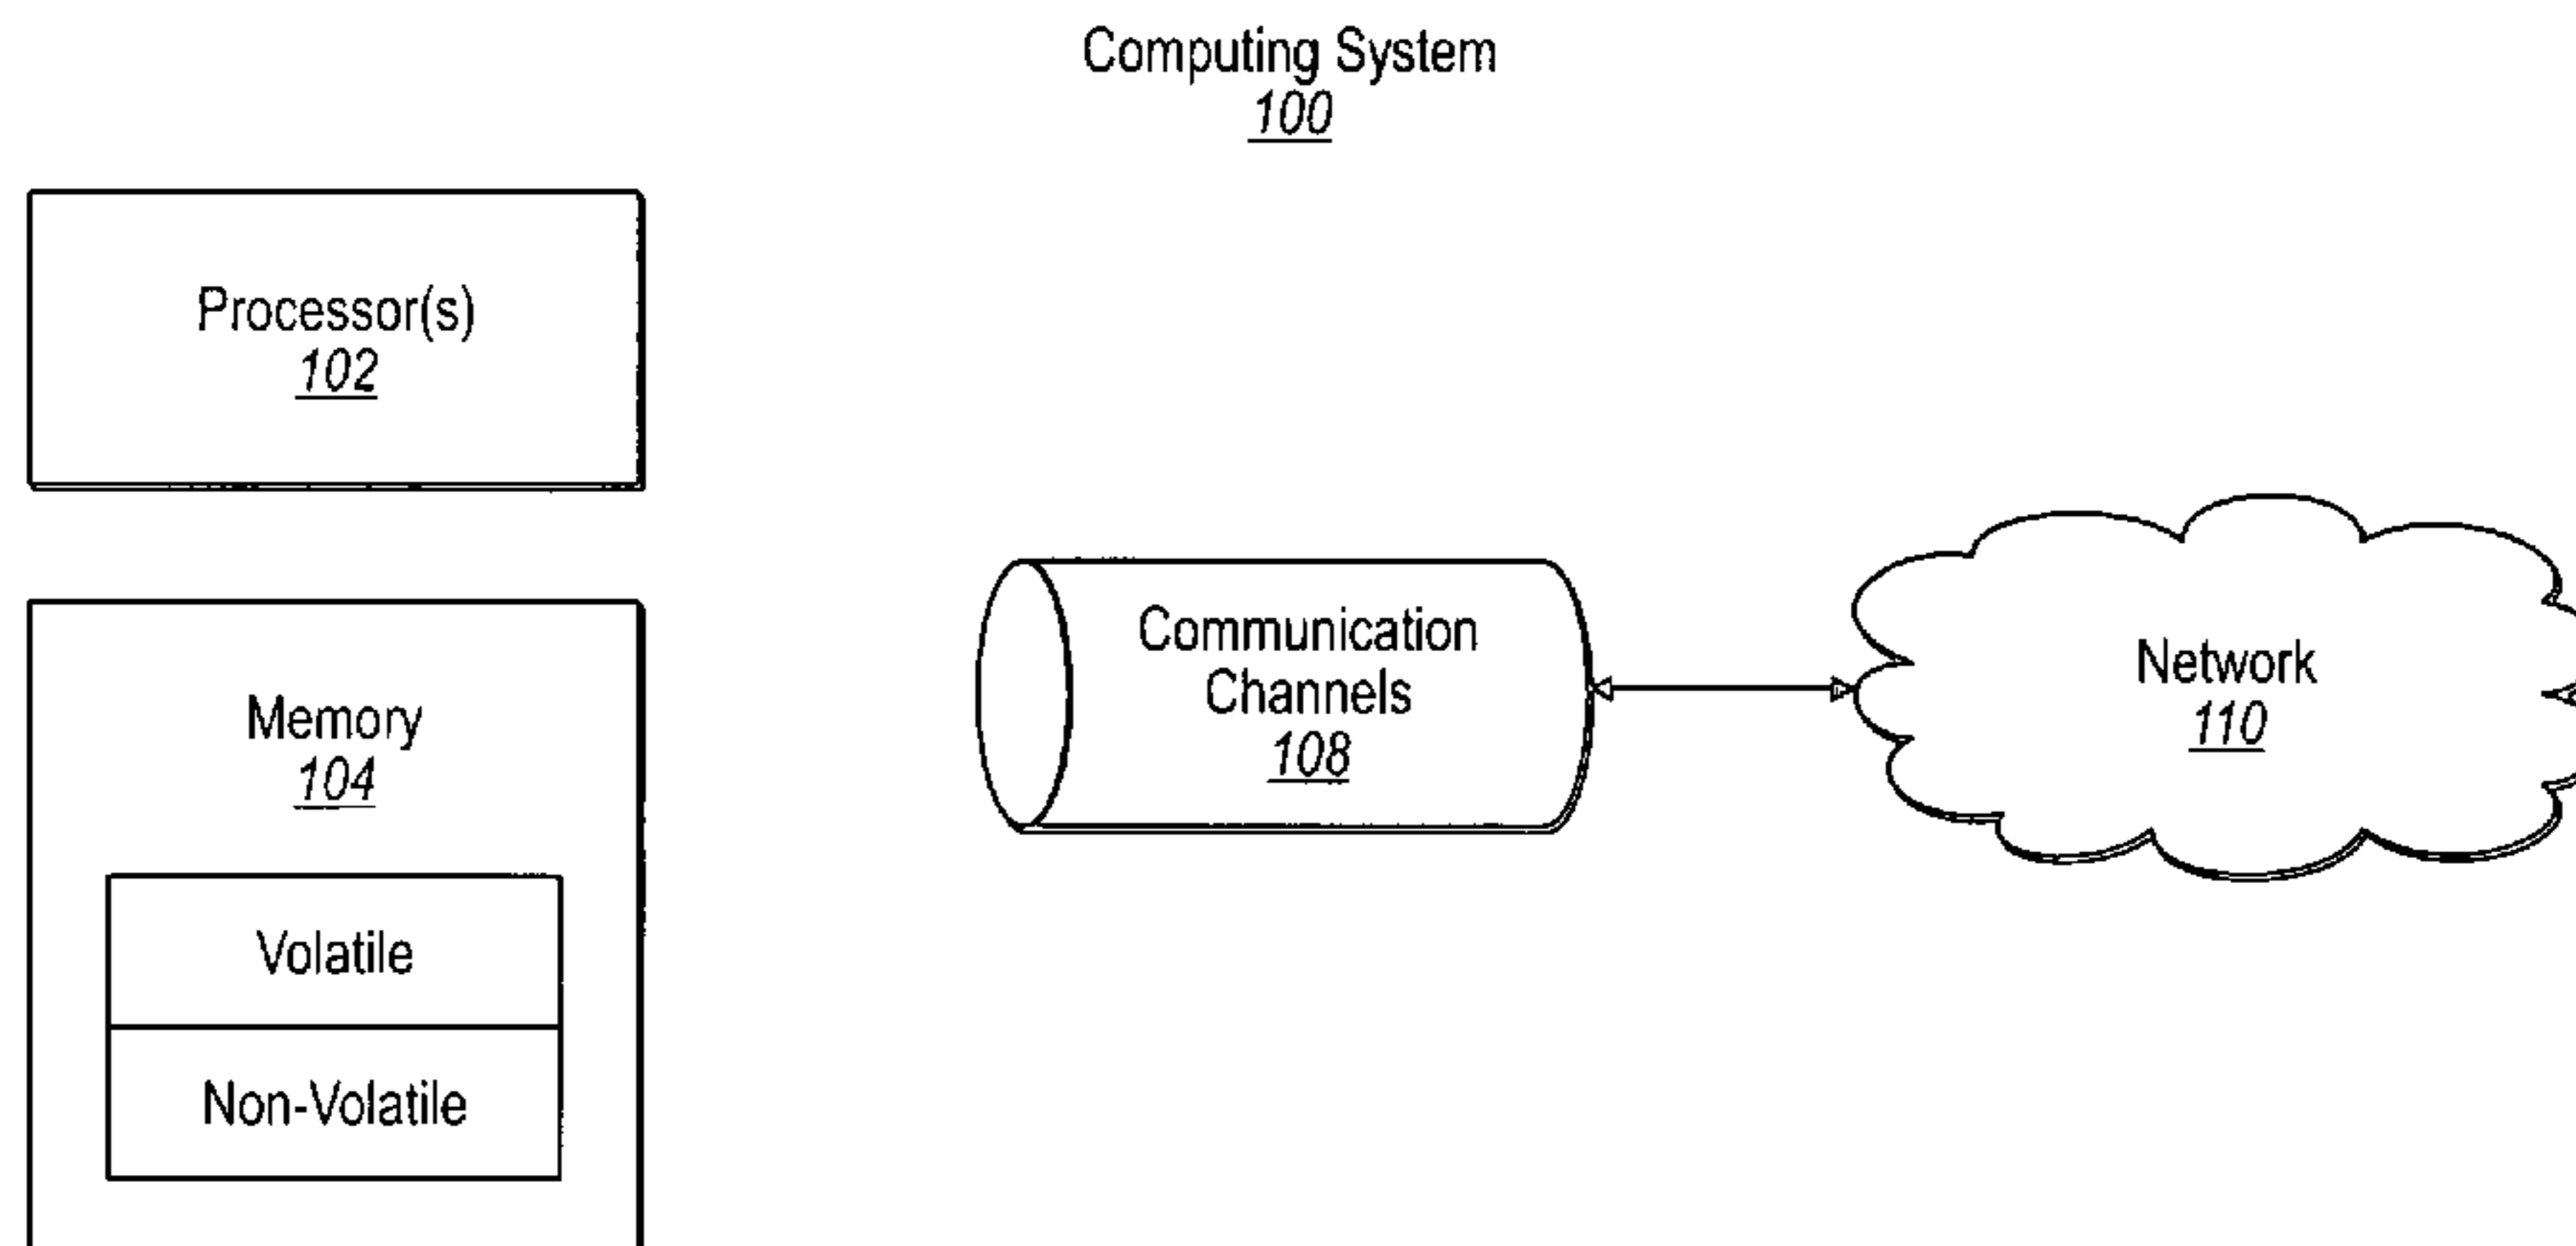 Computing System
100
Processor(s)
102
Memory
104
Volatile
Non-Volatile
Communication
Channels
108
Network
110